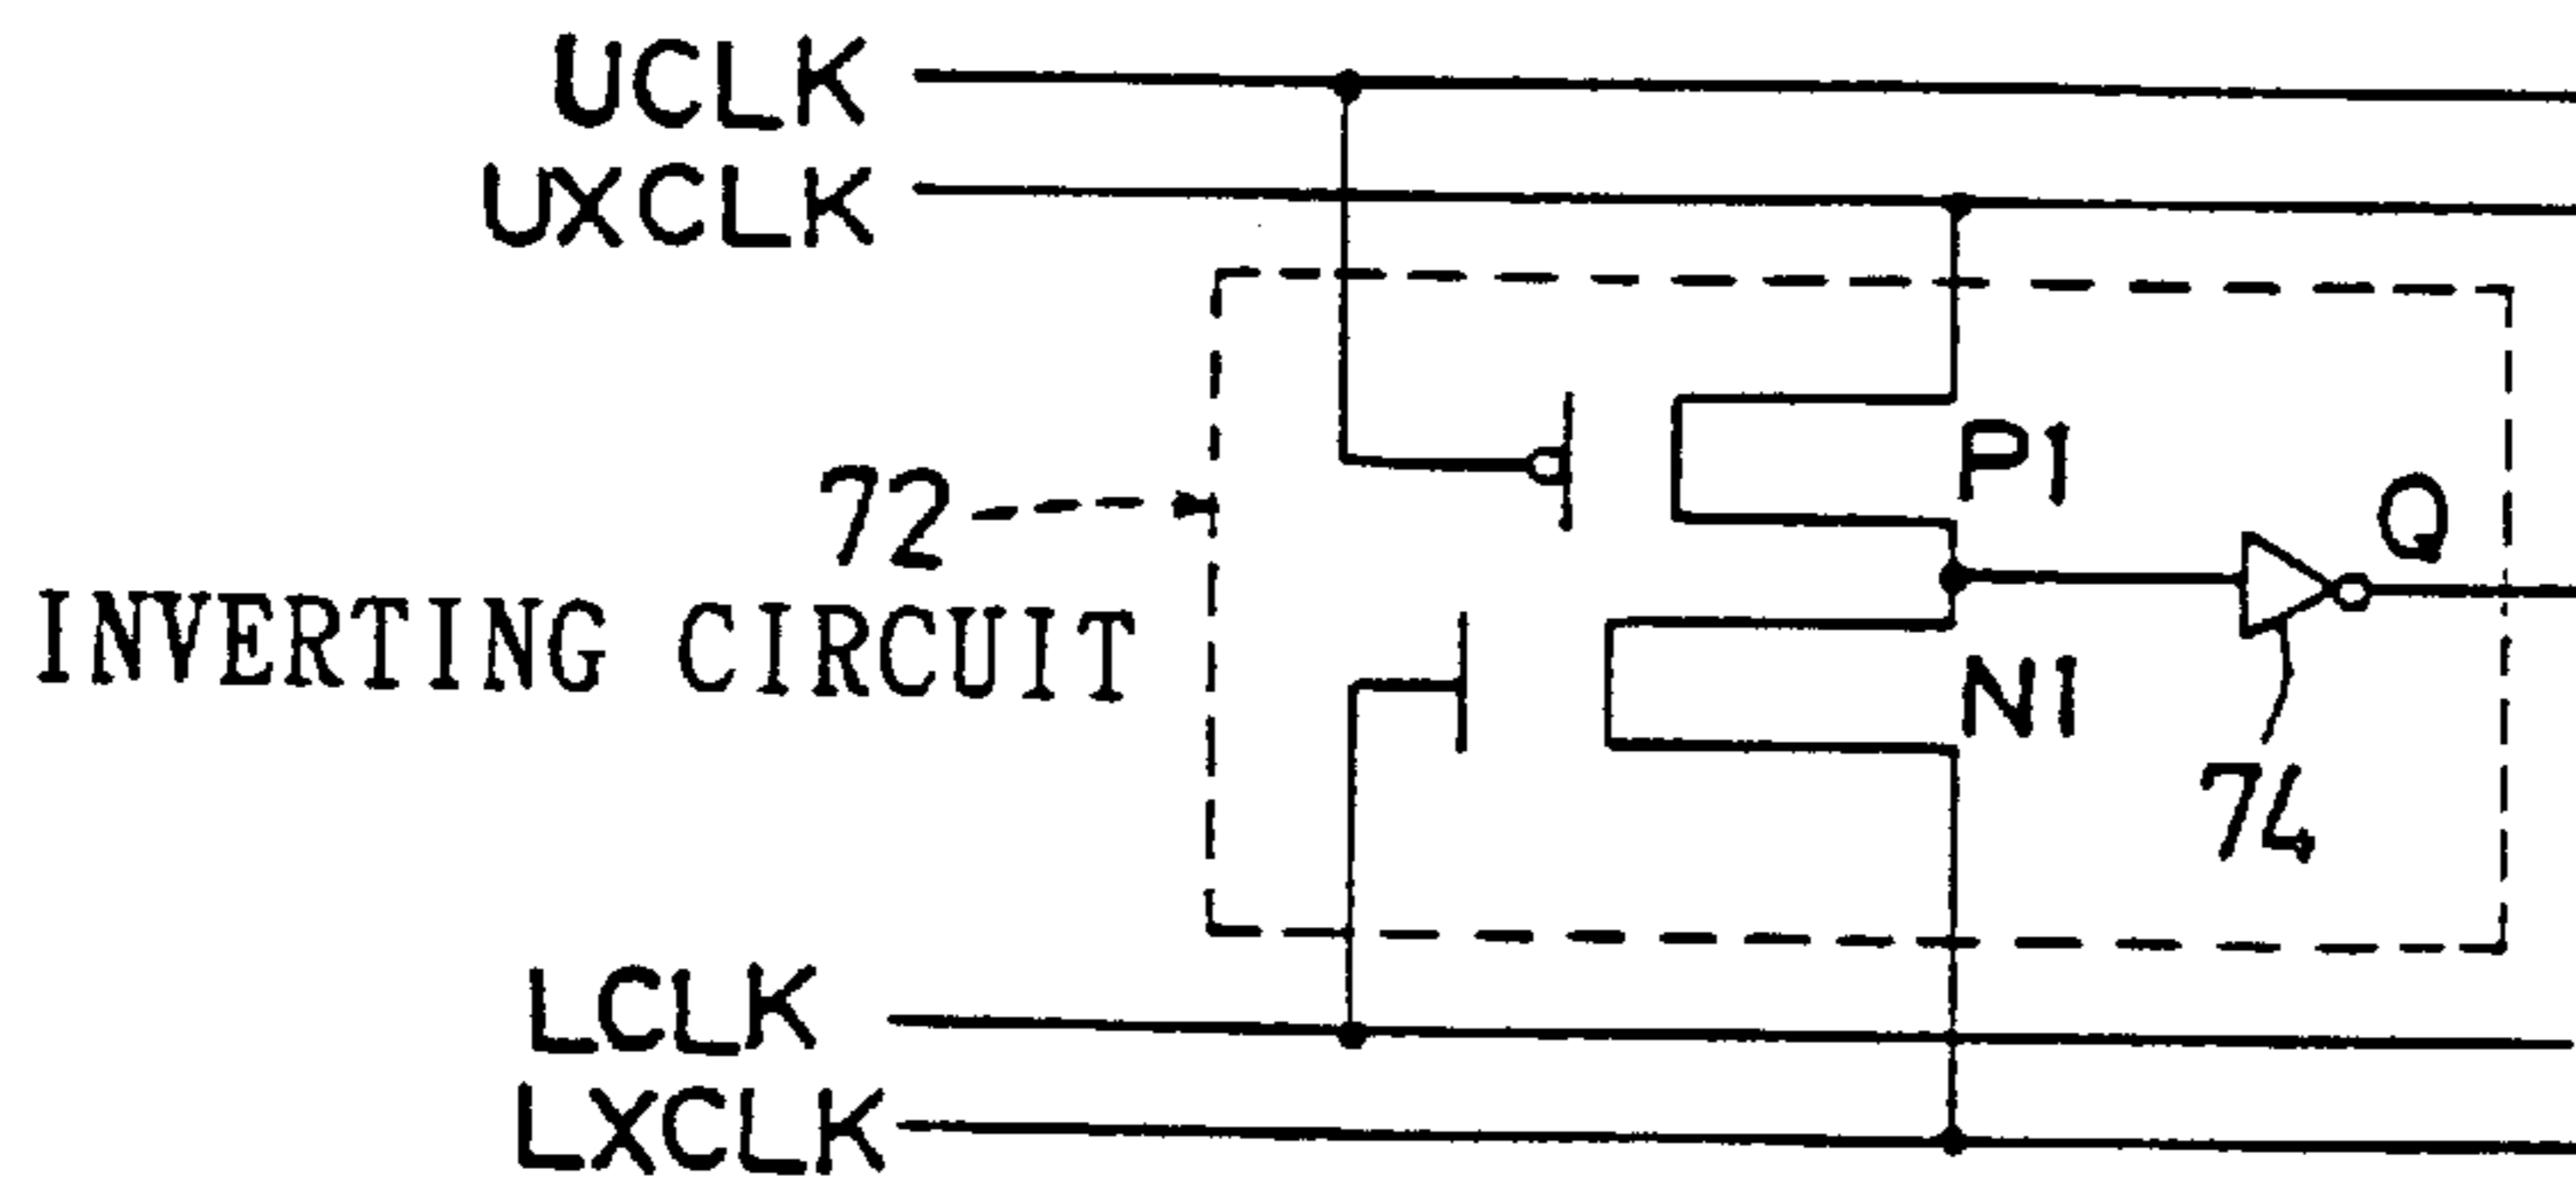 UCLK
UXCLK
P1
72
Q
INVERTING CIRCUIT
N1
74
LCLK
LXCLK